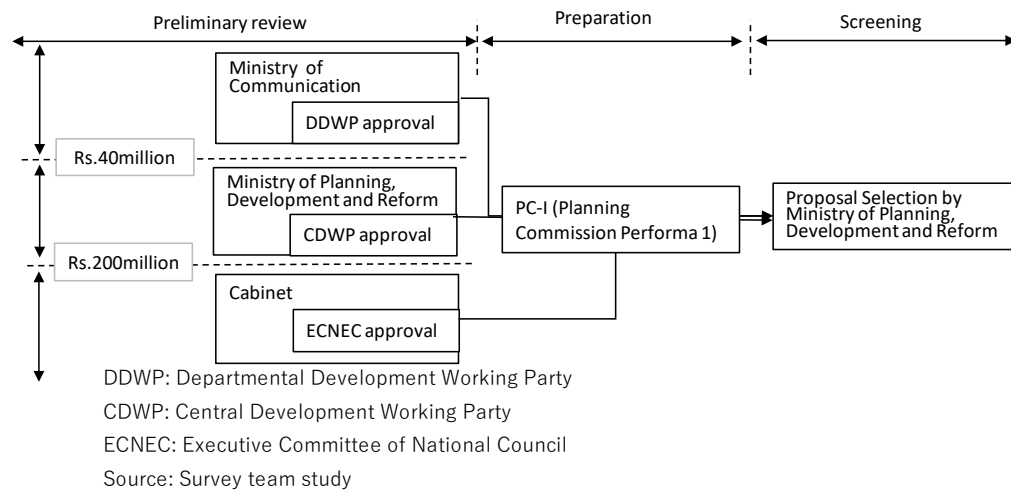 Preliminary review
Preparation
Screening
Ministry of
Communication
DDWP approval
Rs.40million
Ministry of Planning,
Development and Reform
CDWP approval
Rs.200million
Cabinet
ECNEC approval
PC-I (Planning
Commission Performa 1)
Proposal Selection by
Ministry of Planning,
Development and Reform
DDWP: Departmental Development Working Party
CDWP: Central Development Working Party
ECNEC: Executive Committee of National Council
Source: Survey team study